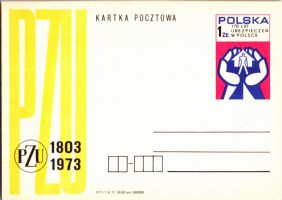 PZU
KARTKA POCZTOWA
POLSKA
170 LAT
1 ZŁ UBEZPIECZEŃ
W POLSCE
PZU
1803
1973